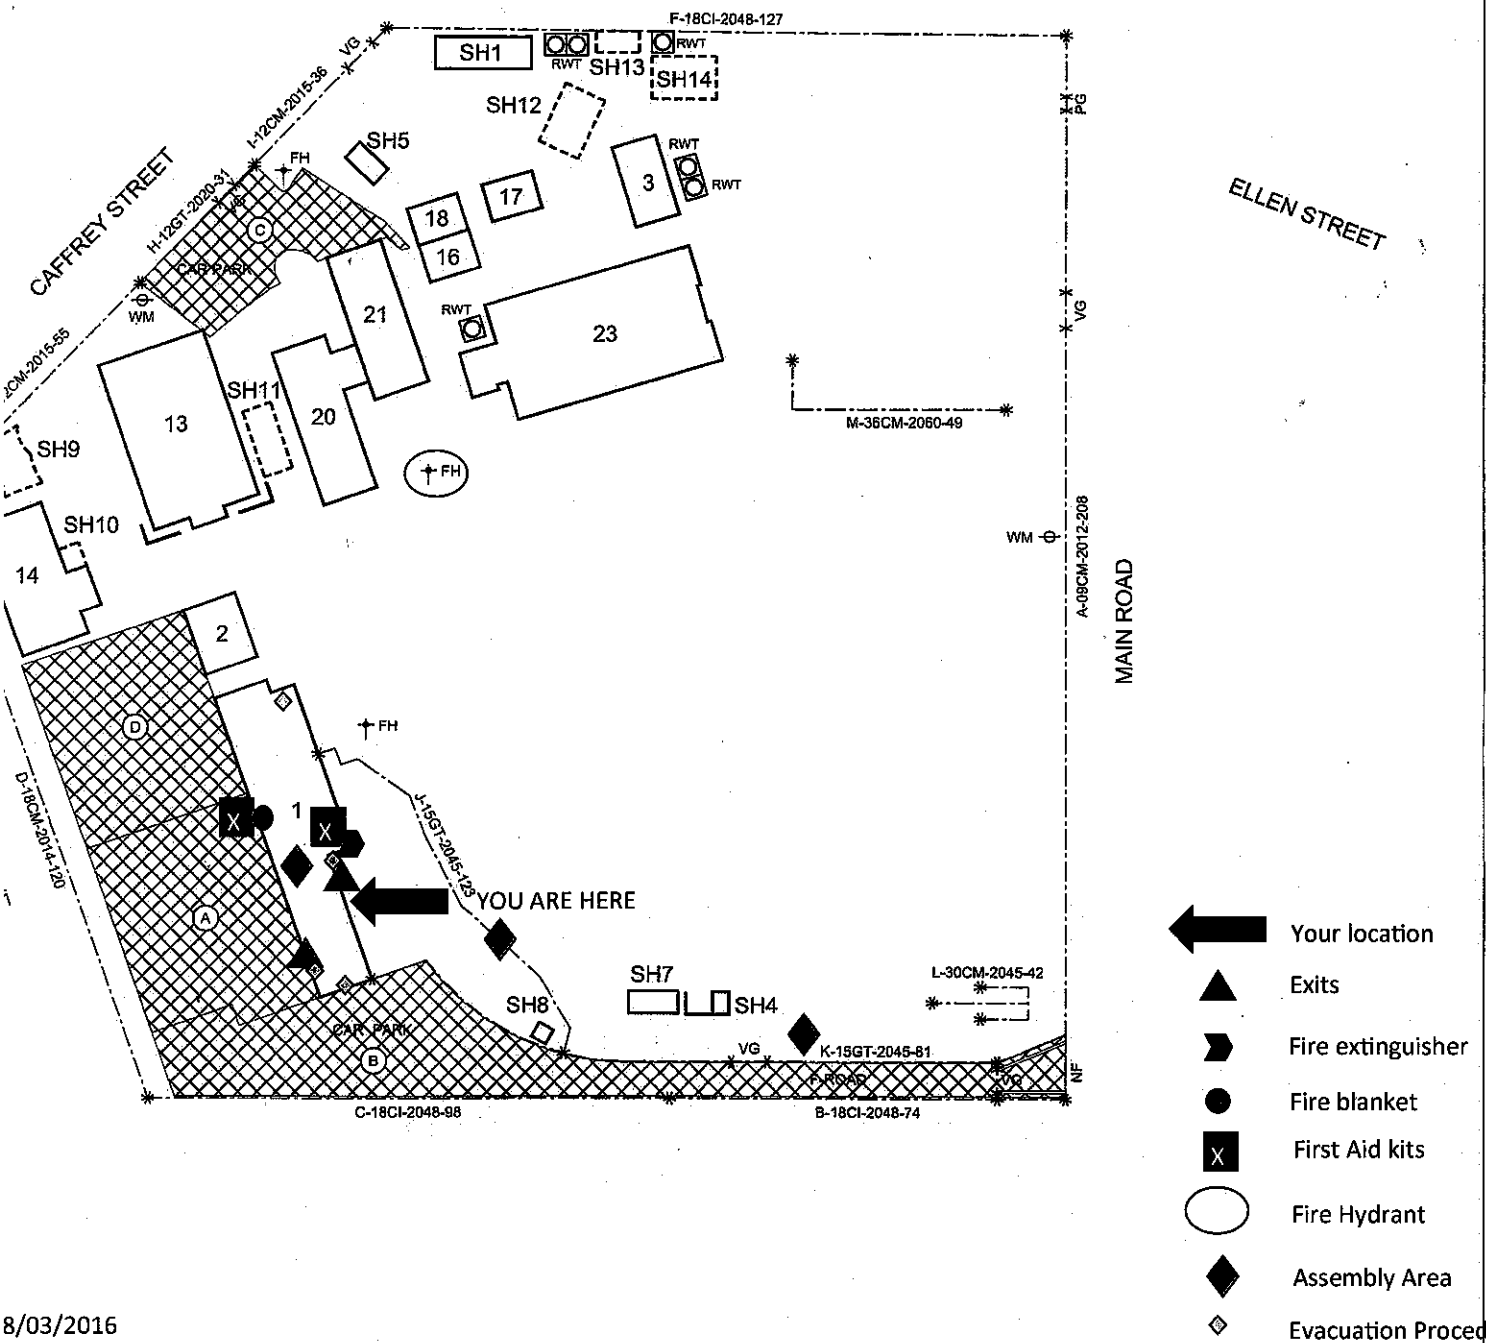 F-18CI-2048-127
VG
SH1
RWT
SH13
RWT
SH14
I-12CM-2015-36
SH12
PG
SH5
CAFFREY STREET
FH
RWT
H-12GT-2020-31
VG
3
RWT
17
18
ELLEN STREET
C
16
CAR PARK
WM
21
RWT
23
VG
2CM-2015-55
SH11
M-36CM-2060-49
13
20
SH9
FH
SH10
A-09CM-2012-208
WM
14
MAIN ROAD
2
D
FH
D-18CM-2014-120
1
X
X
J-15GT-2045-123
YOU ARE HERE
A
Your location
SH7
L-30CM-2045-42
SH8
SH4
Exits
CAR PARK
B
VG
K-15GT-2045-81
Fire extinguisher
F-ROAD
VG
NF
C-18CI-2048-98
B-18CI-2048-74
Fire blanket
X
First Aid kits
Fire Hydrant
Assembly Area
8/03/2016
Evacuation Proced